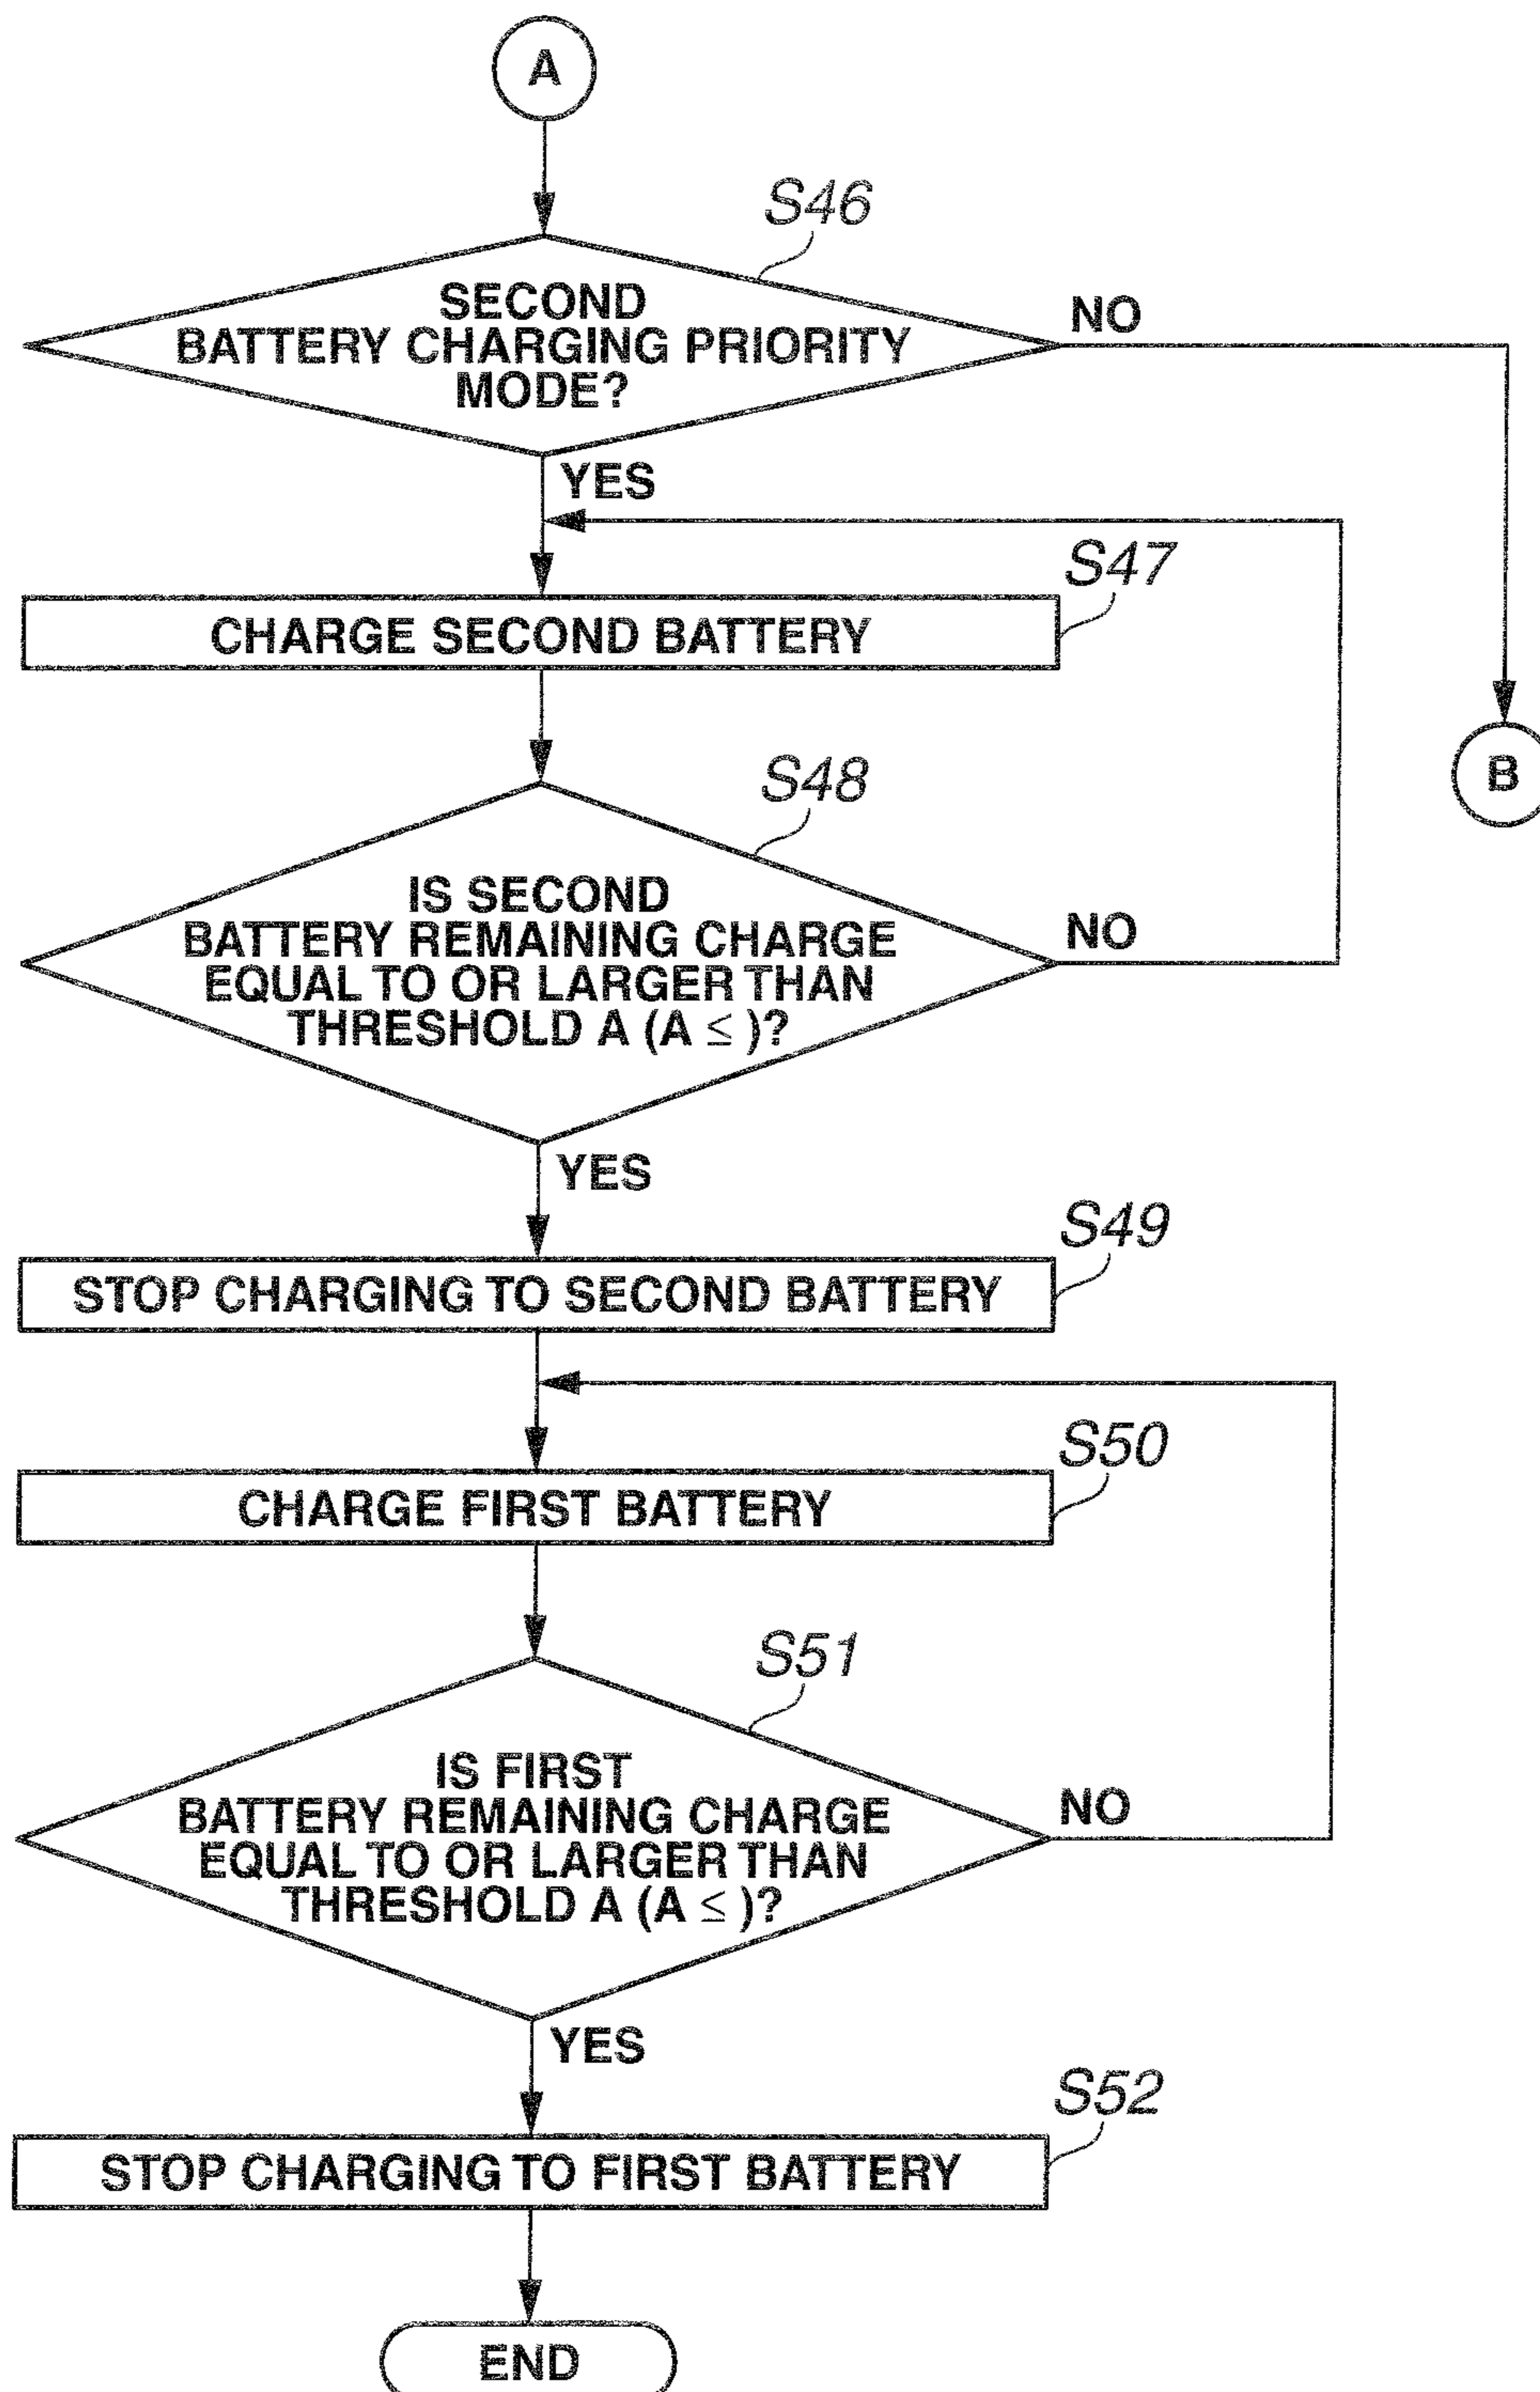 A
S46
SECOND
BATTERY CHARGING PRIORITY
MODE?
NO
YES
S47
CHARGE SECOND BATTERY
B
S48
IS SECOND
BATTERY REMAINING CHARGE
EQUAL TO OR LARGER THAN
THRESHOLD A (A ≤ )?
NO
YES
S49
STOP CHARGING TO SECOND BATTERY
S50
CHARGE FIRST BATTERY
S51
IS FIRST
BATTERY REMAINING CHARGE
EQUAL TO OR LARGER THAN
THRESHOLD A (A ≤ )?
NO
YES
S52
STOP CHARGING TO FIRST BATTERY
END